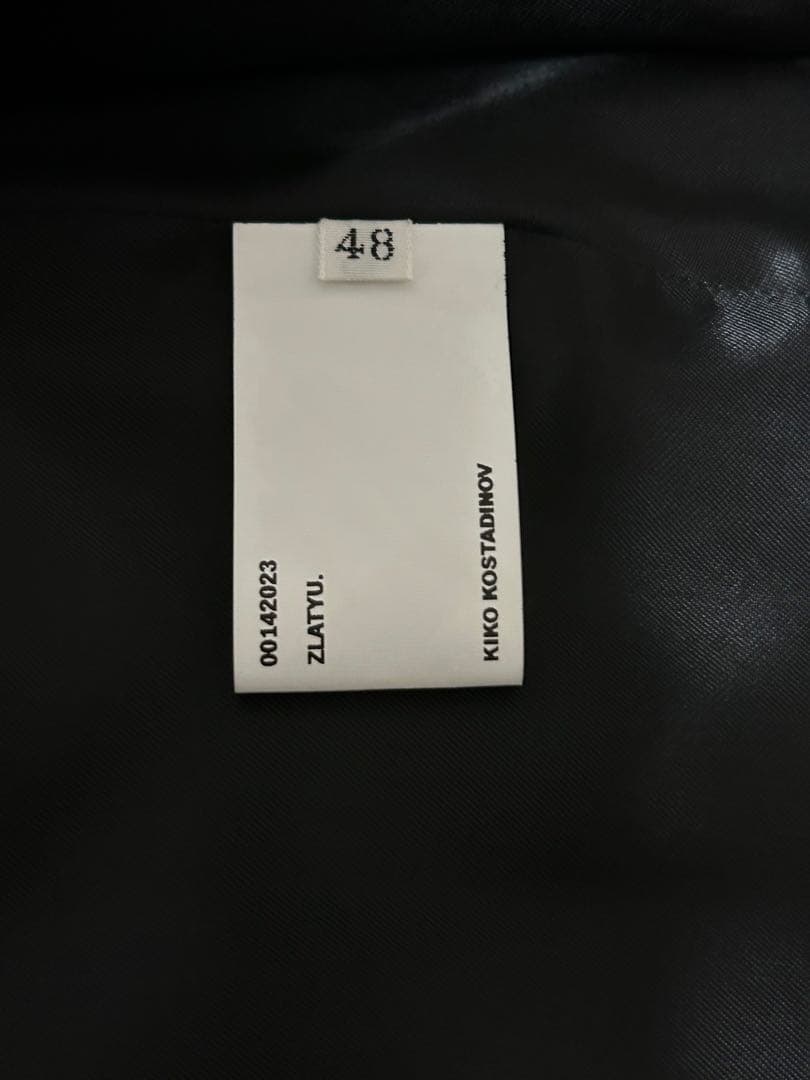 48
00142023
ZLATYU.
KIKO KOSTADINOV